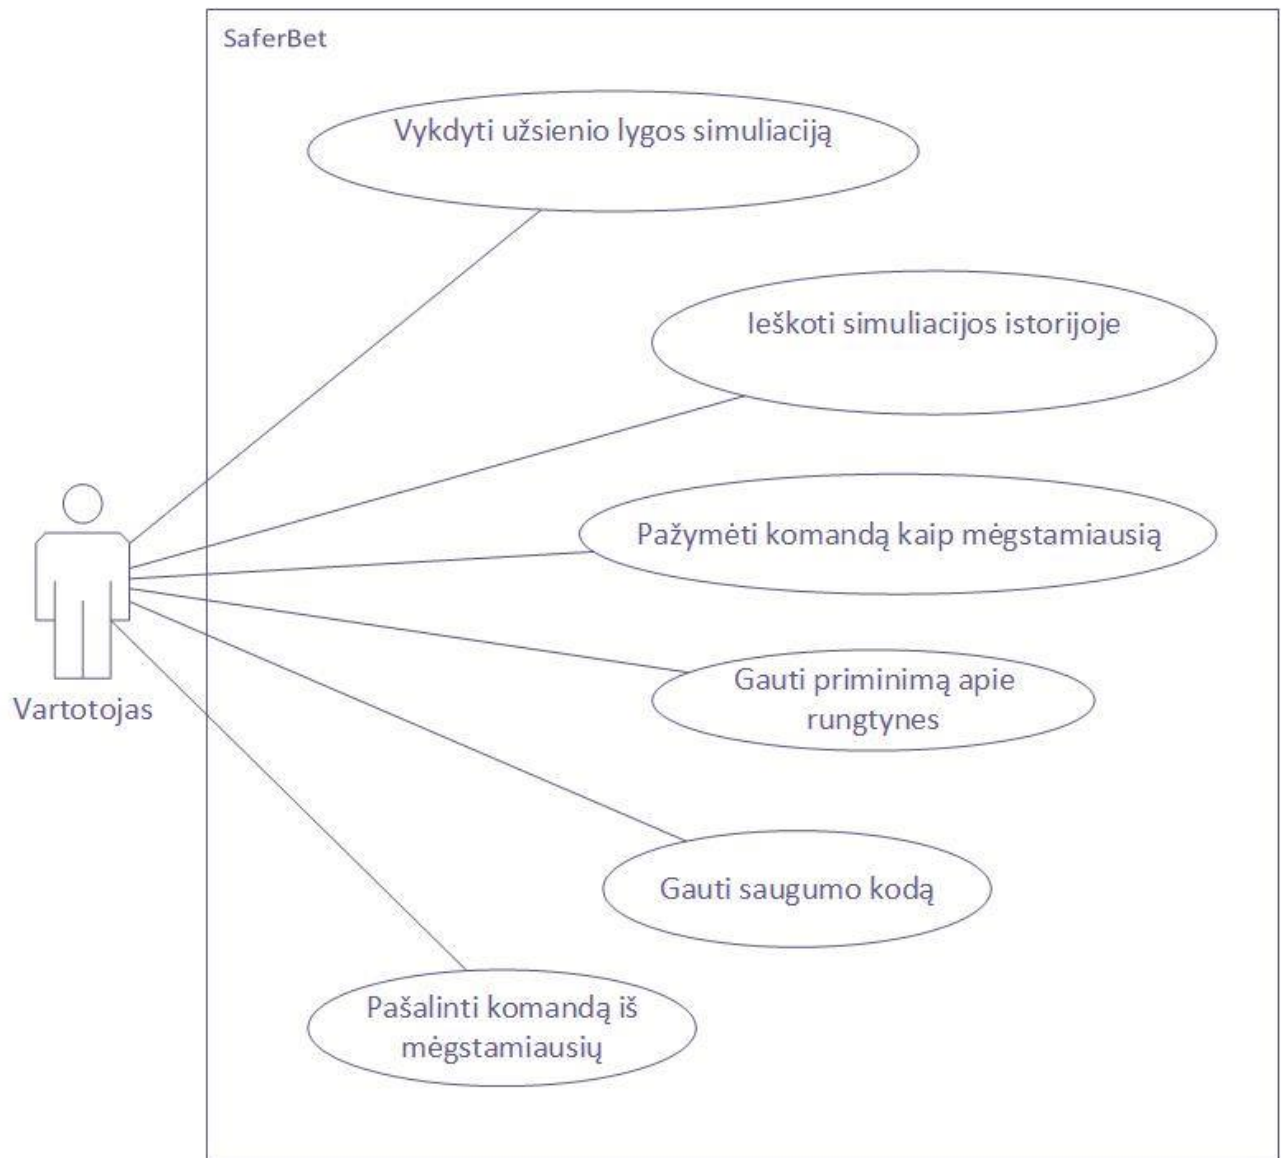 SaferBet
Vykdyti užsienio lygos simuliaciją
Ieškoti simuliacijos istorijoje
Pažymėti komandą kaip mėgstamiausią
Gauti priminimą apie
rungtynes
Vartotojas
Gauti saugumo kodą
Pašalinti komandą iš
mėgstamiausių